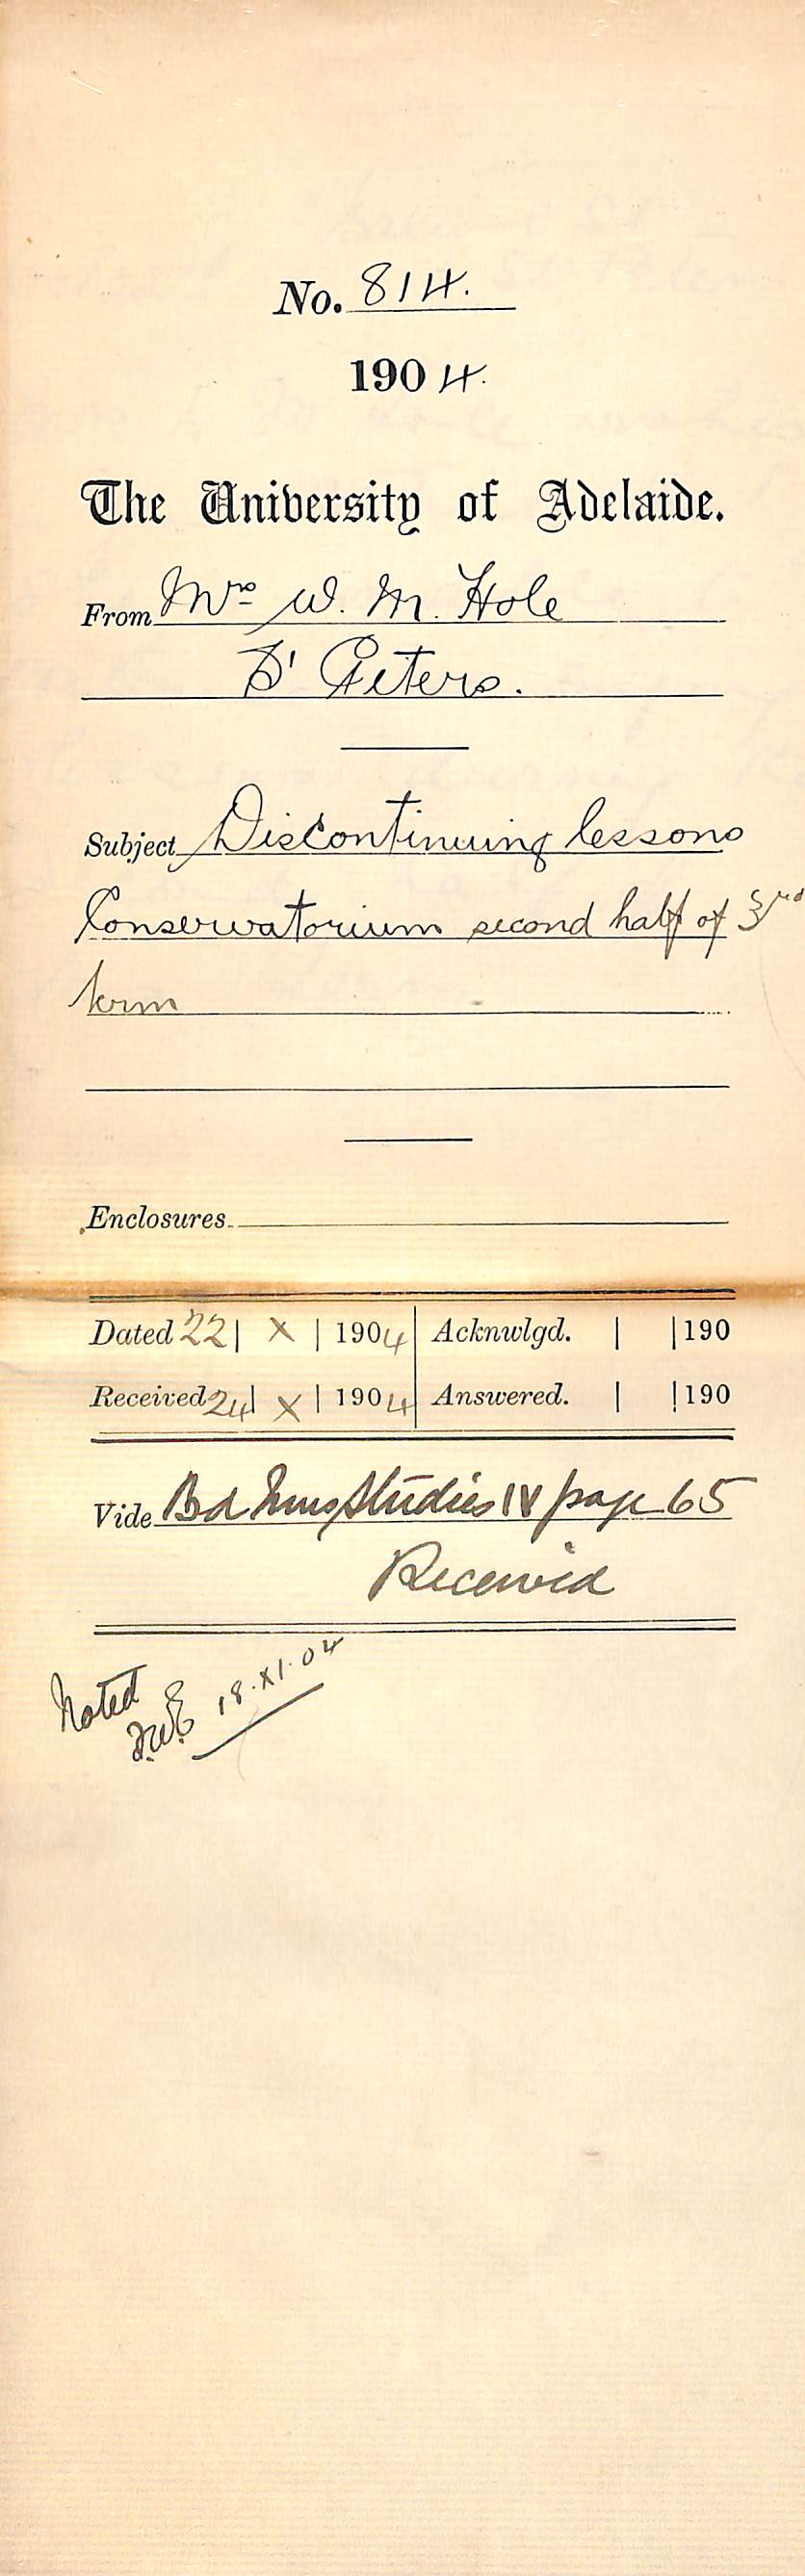 No. 814.
1904.
The University of Adelaide.
From Mrs W. M. Hole
St Peters.
Subject Discontinuing lessons
Conservatorium second half of 3rd
term
Enclosures
Dated 22 | X | 1904 Acknwlgd. | | 190
Received 24 | X | 1904 Answered. | | 190
Vide Bd Mus Studies IV page 65
Received
Noted
18.XI.04